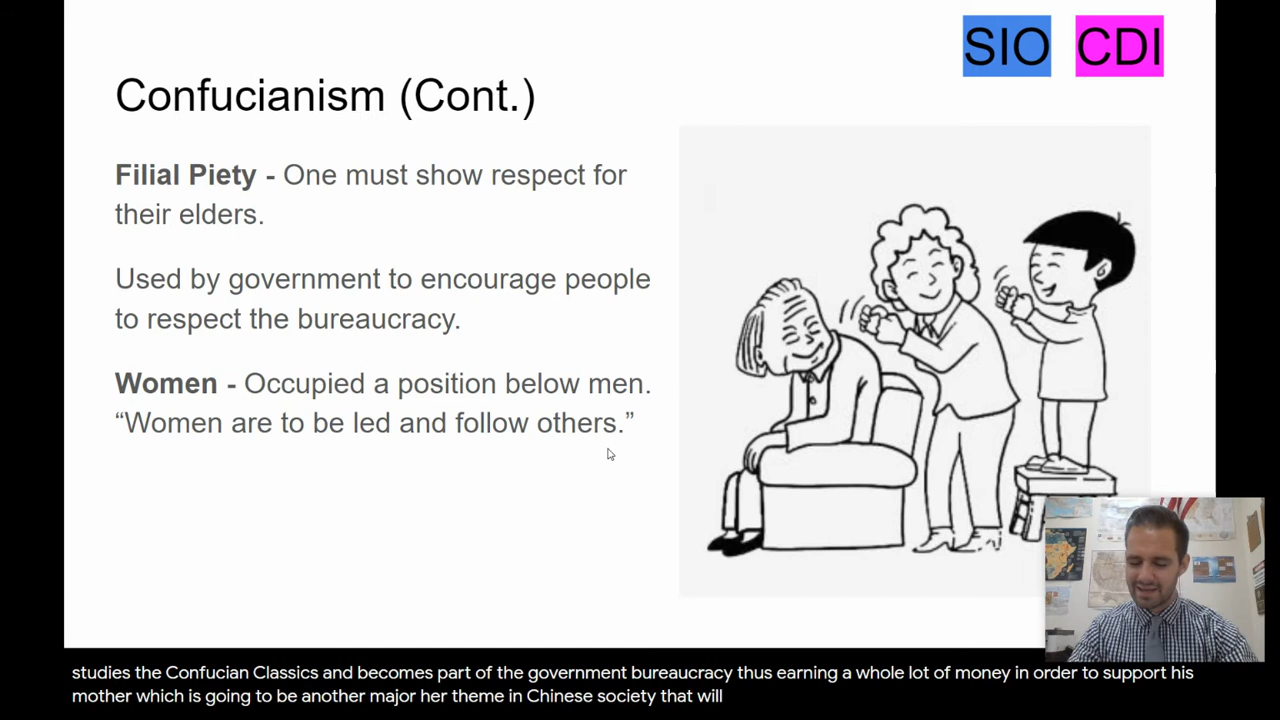 SIO CDI
Confucianism (Cont.)
Filial Piety - One must show respect for
their elders.
Used by government to encourage people
to respect the bureaucracy.
Women - Occupied a position below men.
“Women are to be led and follow others.”
studies the Confucian Classics and becomes part of the government bureaucracy thus earning a whole lot of money in order to support his
mother which is going to be another major her theme in Chinese society that will